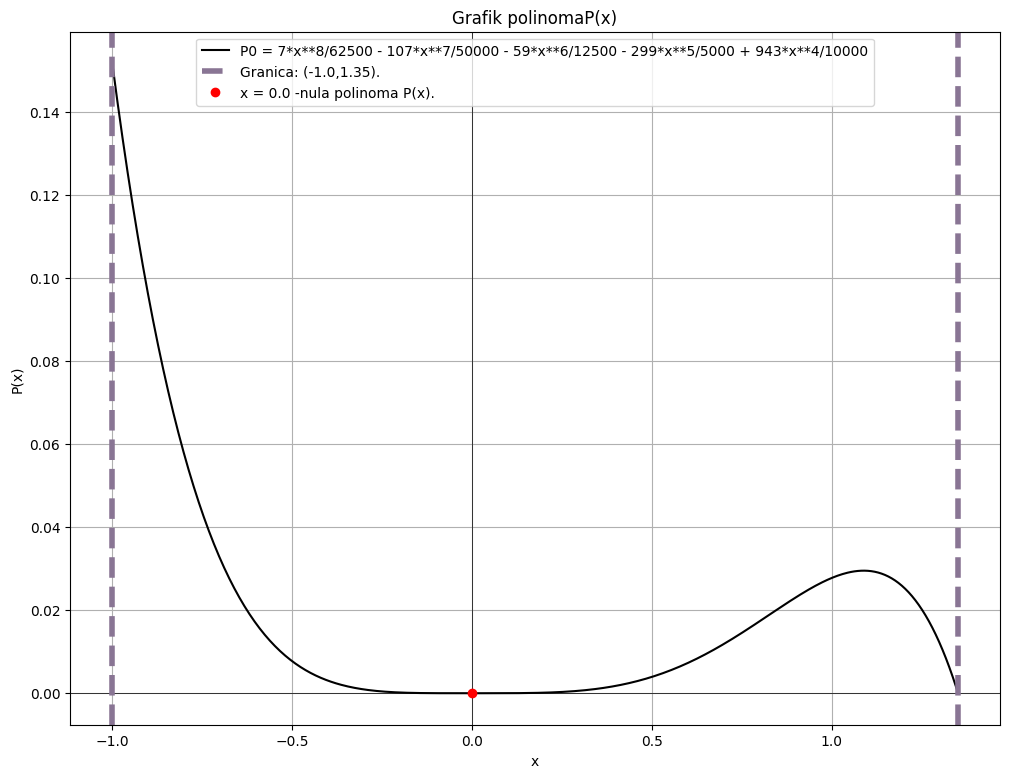 Grafik polinomaP(x)
P0 = 7*x**8/62500 - 107*x**7/50000 - 59*x**6/12500 - 299*x**5/5000 + 943*x**4/10000
Granica: (-1.0,1.35).
x = 0.0 -nula polinoma P(x).
0.14
0.12
0.10
0.08
0.06
0.04
0.02
0.00
P(x)
−1.0 −0.5 0.0 0.5 1.0
x